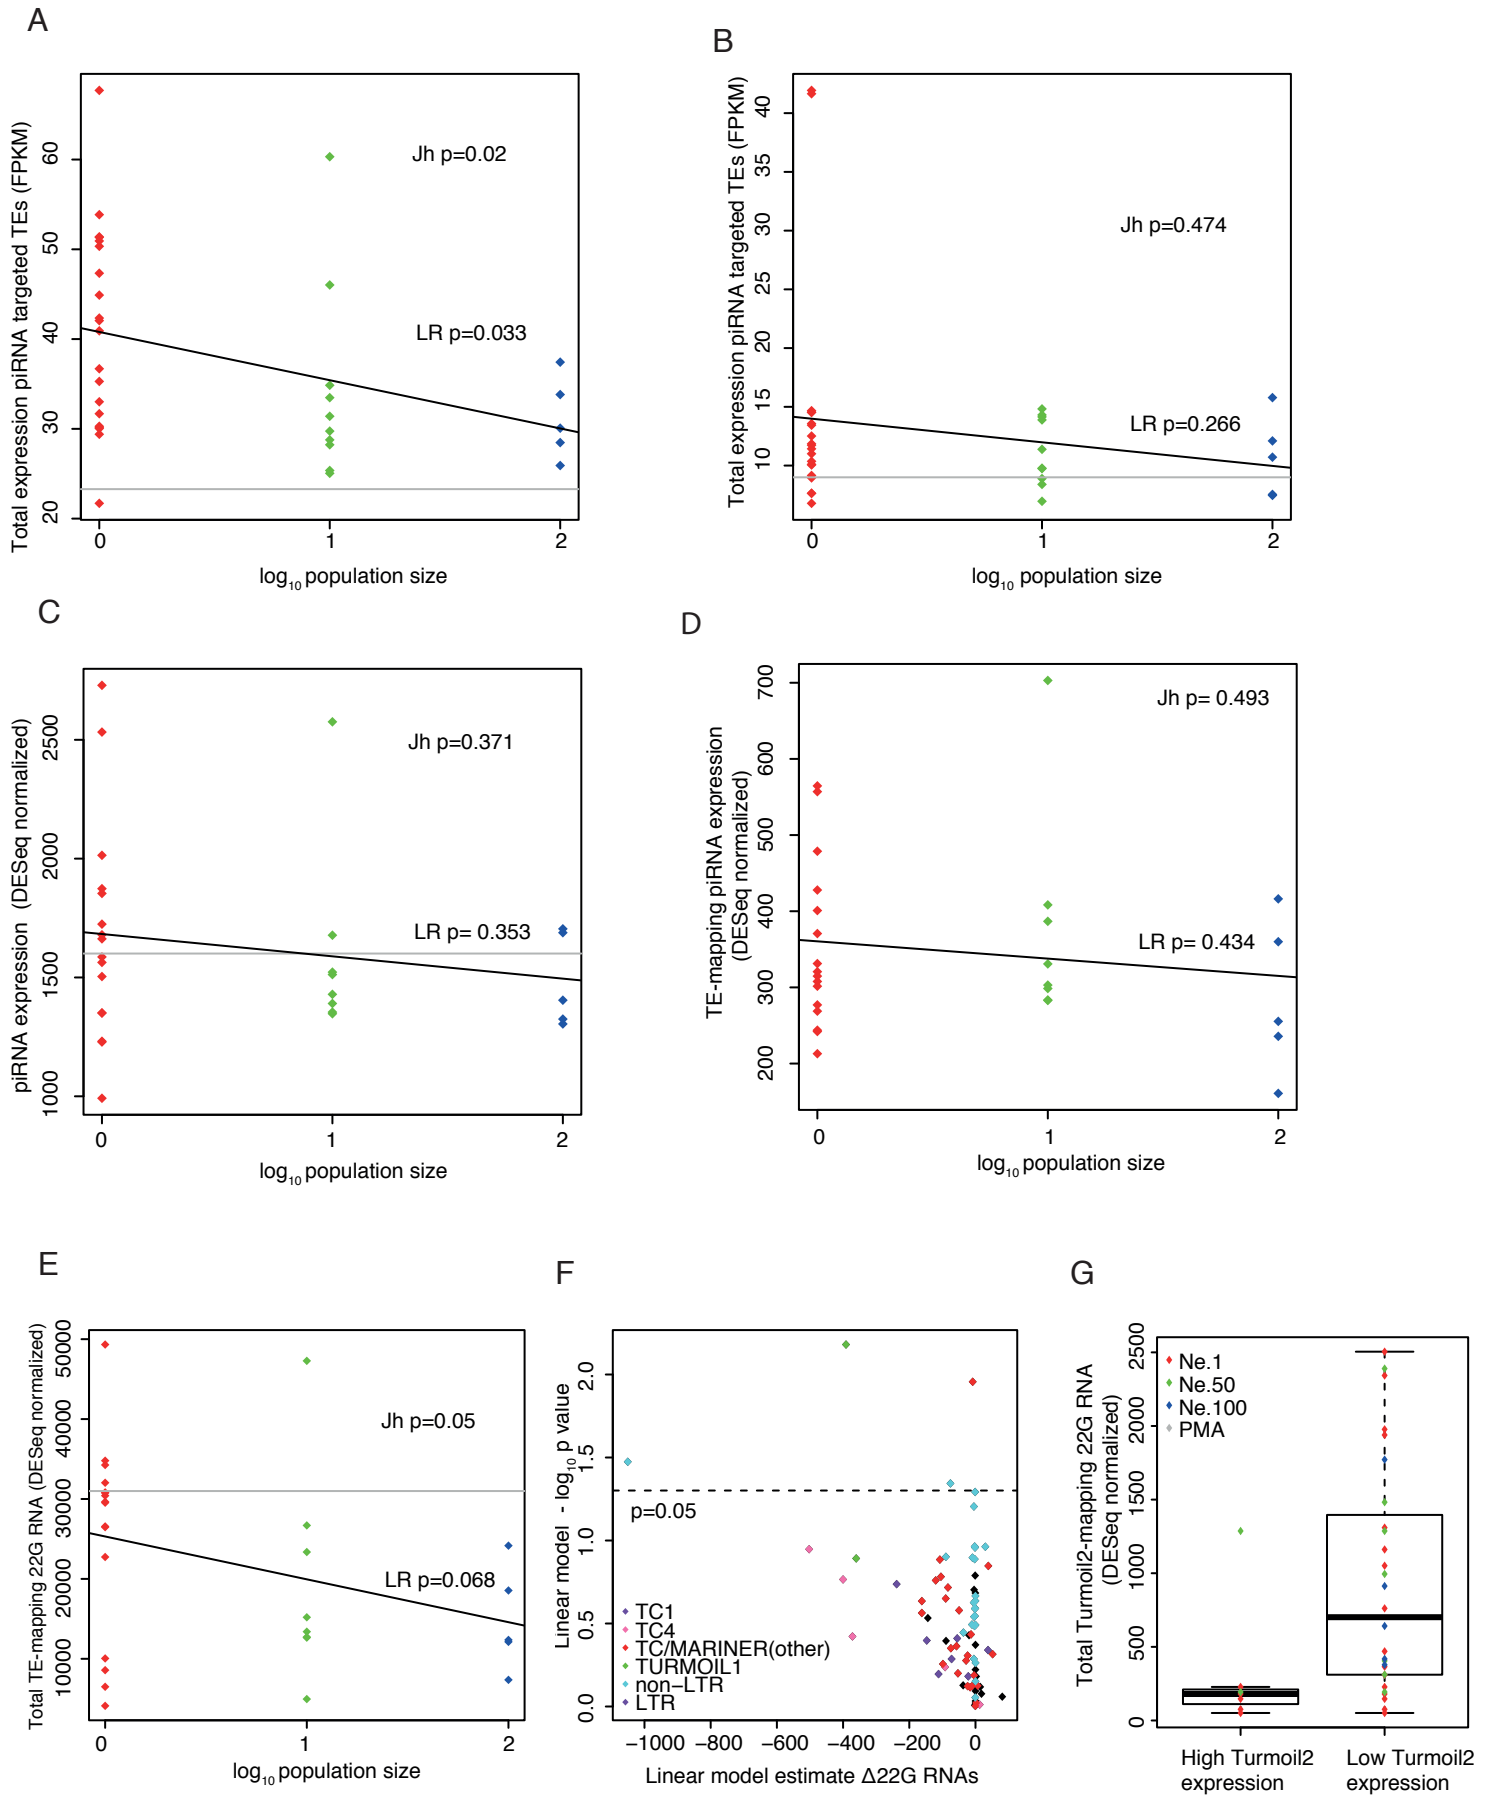 A
Total expression piRNA targeted TEs (FPKM)
20
30
40
50
60
Jh p=0.02
LR p=0.033
0
1
2
log10 population size
B
Total expression piRNA targeted TEs (FPKM)
10
15
20
25
30
35
40
Jh p=0.474
LR p=0.266
0
1
2
log10 population size
C
piRNA expression (DESeq normalized)
1000
1500
2000
2500
Jh p=0.371
LR p= 0.353
0
1
2
log10 population size
D
TE-mapping piRNA expression
(DESeq normalized)
200
300
400
500
600
700
Jh p= 0.493
LR p= 0.434
0
1
2
log10 population size
E
Total TE-mapping 22G RNA (DESeq normalized)
10000
20000
30000
40000
50000
Jh p=0.05
LR p=0.068
0
1
2
log10 population size
F
Linear model - log10 p value
0.0
0.5
1.0
1.5
2.0
p=0.05
TC1
TC4
TC/MARINER(other)
TURMOIL1
non−LTR
LTR
−1000
−800
−600
−400
−200
0
Linear model estimate Δ22G RNAs
G
Total Turmoil2-mapping 22G RNA
(DESeq normalized)
0
500
1000
1500
2000
2500
Ne.1
Ne.50
Ne.100
PMA
High Turmoil2
expression
Low Turmoil2
expression